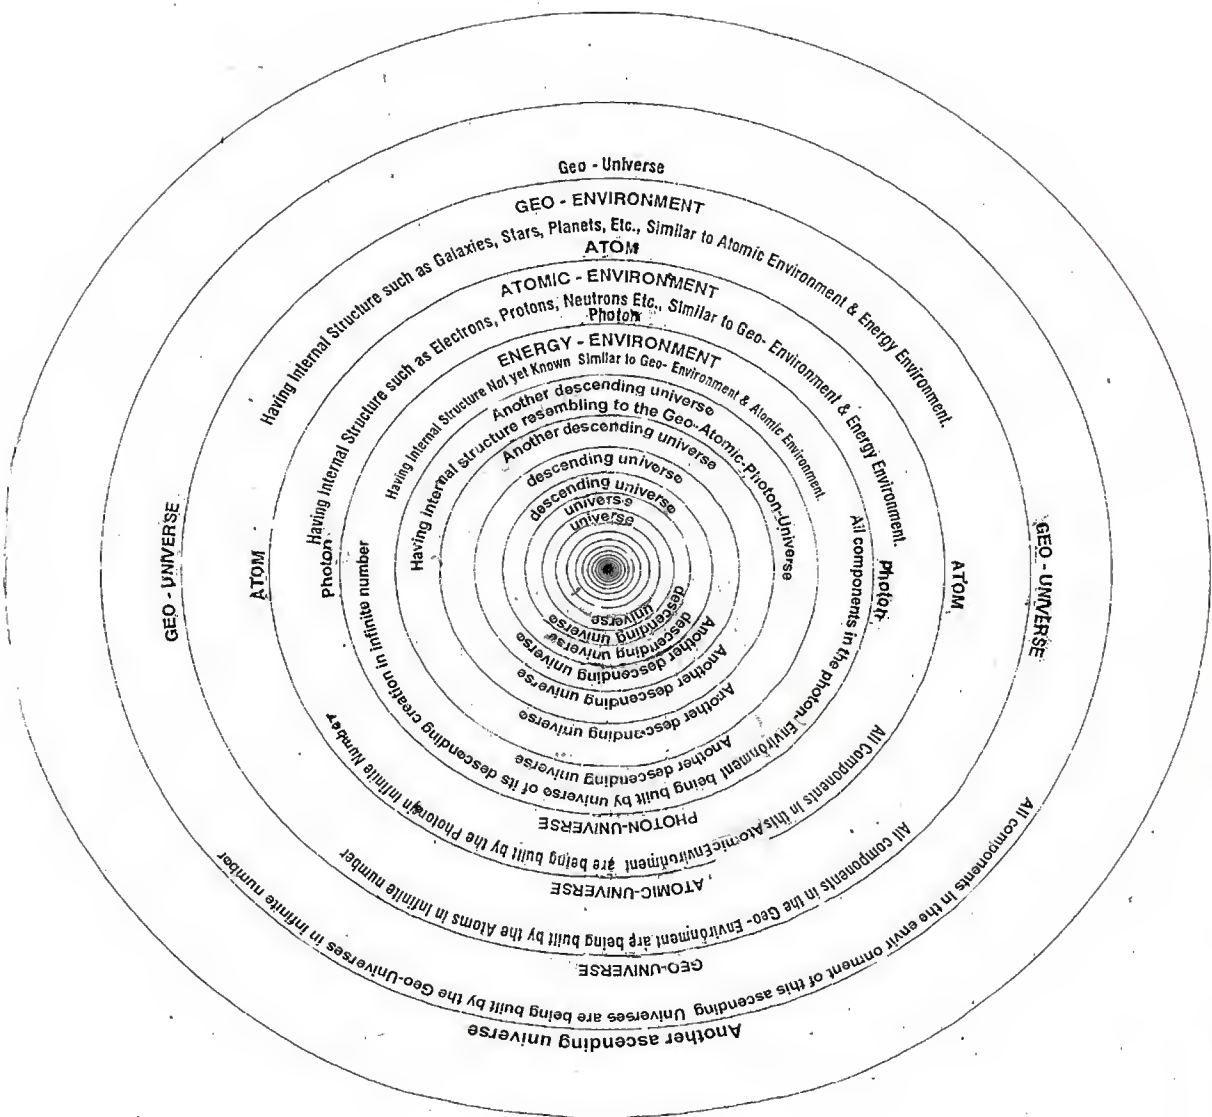 Geo - Universe
GEO - ENVIRONMENT
Having Internal Structure such as Galaxies, Stars, Planets, Etc., Similar to Atomic Environment & Energy Environment.
ATOM
ATOMIC - ENVIRONMENT
Having Internal Structure such as Electrons, Protons, Neutrons Etc., Similar to Geo- Environment & Energy Environment.
Photon
ENERGY - ENVIRONMENT
Having Internal Structure Not yet Known Similar to Geo- Environment & Atomic Environment
Another descending universe
Having Internal structure resembling to the Geo-Atomic-Photon-Universe
Another descending universe
descending universe
descending universe
universe
universe
GEO - UNIVERSE
ATOM
Photon
Photon
ATOM
GEO - UNIVERSE
universe
descending universe
descending universe
Another descending universe
Another descending universe
Another descending universe
All components in the photon- Environment being built by universe of its descending creation in infinite number
PHOTON-UNIVERSE
All Components in this Atomic Environment are being built by the Photon in Infinite Number
ATOMIC-UNIVERSE
All components in the Geo- Environment are being built by the Atoms in Infinite number
GEO-UNIVERSE
All components in the envir onment of this ascending Universes are being built by the Geo-Universes in Infinite number
Another ascending universe